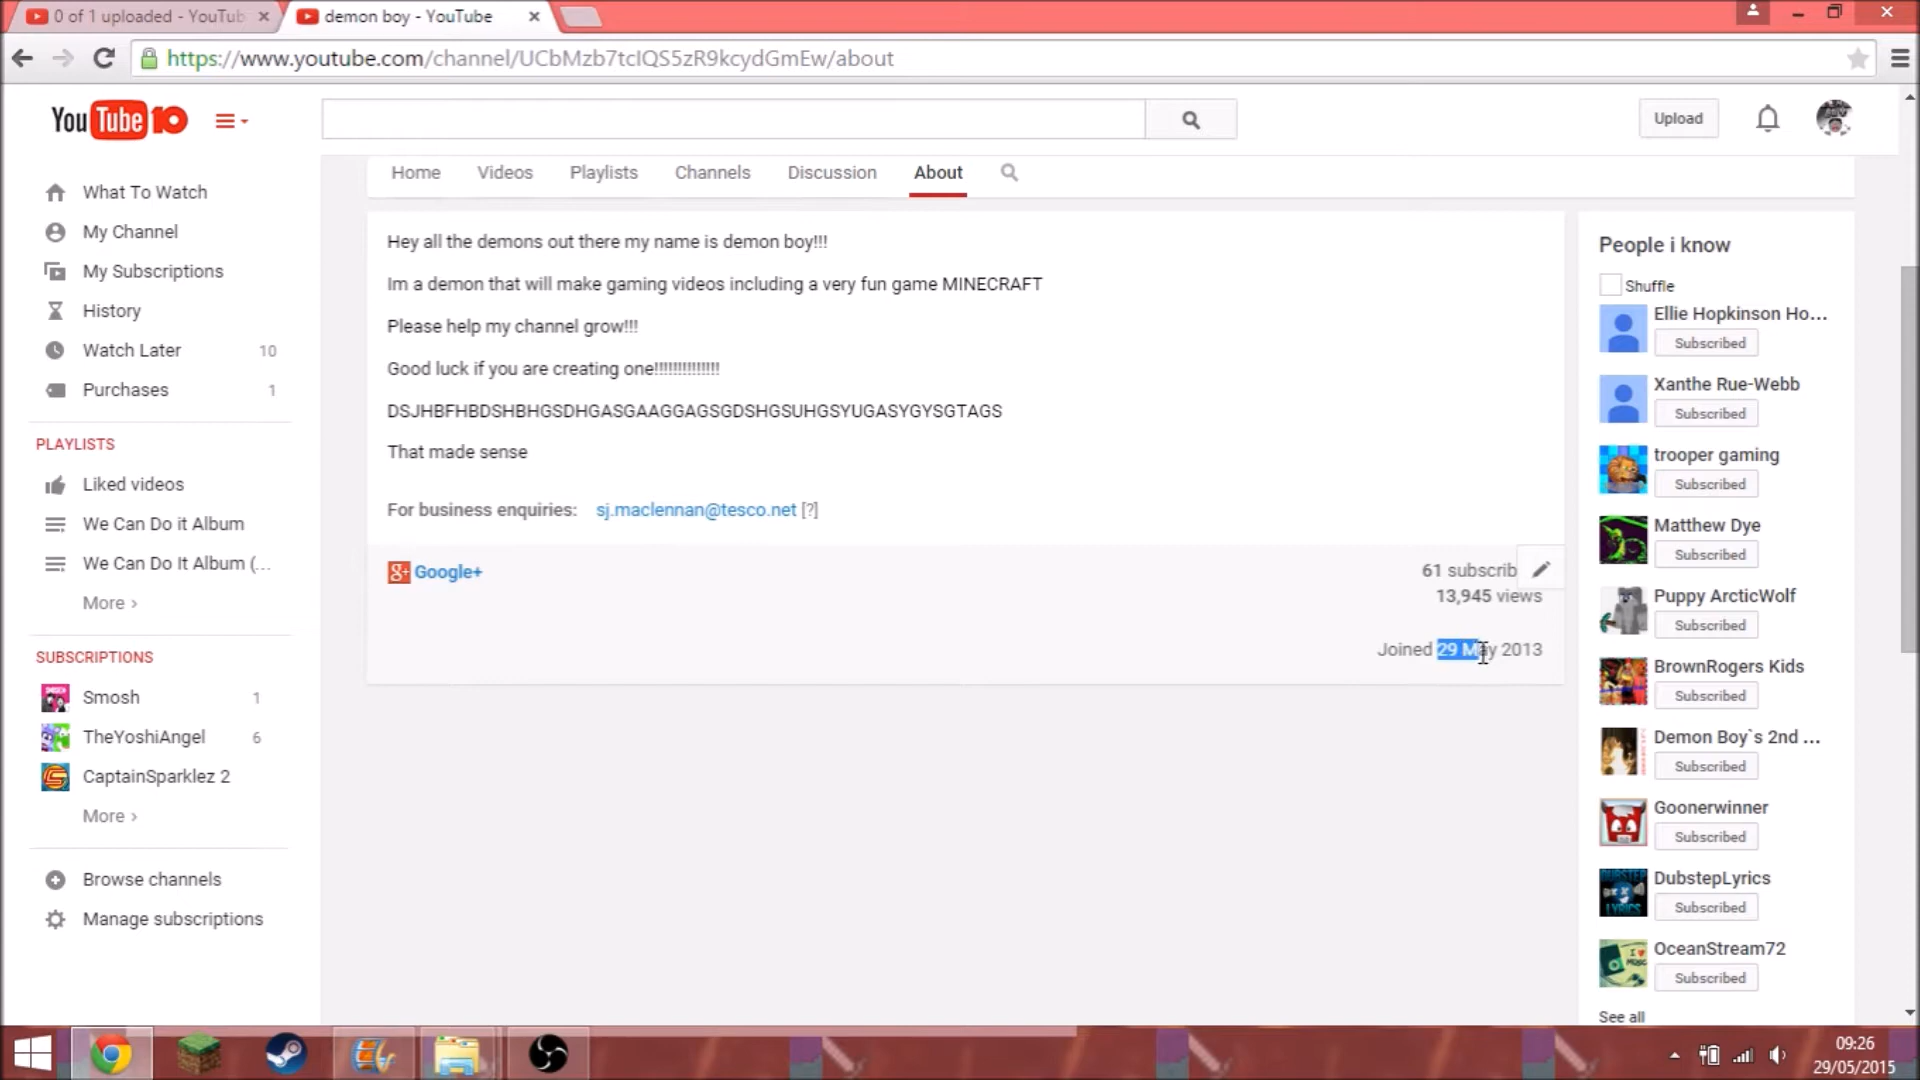 0 of 1 uploaded - YouTub
demon boy - YouTube
https://www.youtube.com/channel/UCbMzb7tcIQS5zR9kcydGmEw/about
YouTube 10
Upload
What To Watch
My Channel
My Subscriptions
History
Watch Later 10
Purchases 1
PLAYLISTS
Liked videos
We Can Do it Album
We Can Do It Album (...
More ›
SUBSCRIPTIONS
Smosh 1
TheYoshiAngel 6
CaptainSparklez 2
More ›
Browse channels
Manage subscriptions
Home Videos Playlists Channels Discussion About
Hey all the demons out there my name is demon boy!!!
Im a demon that will make gaming videos including a very fun game MINECRAFT
Please help my channel grow!!!
Good luck if you are creating one!!!!!!!!!!!!!!
DSJHBFHBDSHBHGSDHGASGAAGGAGSGDSHGSUHGSYUGASYGYSGTAGS
That made sense
For business enquiries: sj.maclennan@tesco.net [?]
Google+
61 subscrib
13,945 views
Joined 29 May 2013
People i know
Shuffle
Ellie Hopkinson Ho...
Subscribed
Xanthe Rue-Webb
Subscribed
trooper gaming
Subscribed
Matthew Dye
Subscribed
Puppy ArcticWolf
Subscribed
BrownRogers Kids
Subscribed
Demon Boy`s 2nd ...
Subscribed
Goonerwinner
Subscribed
DubstepLyrics
Subscribed
OceanStream72
Subscribed
See all
09:26
29/05/2015